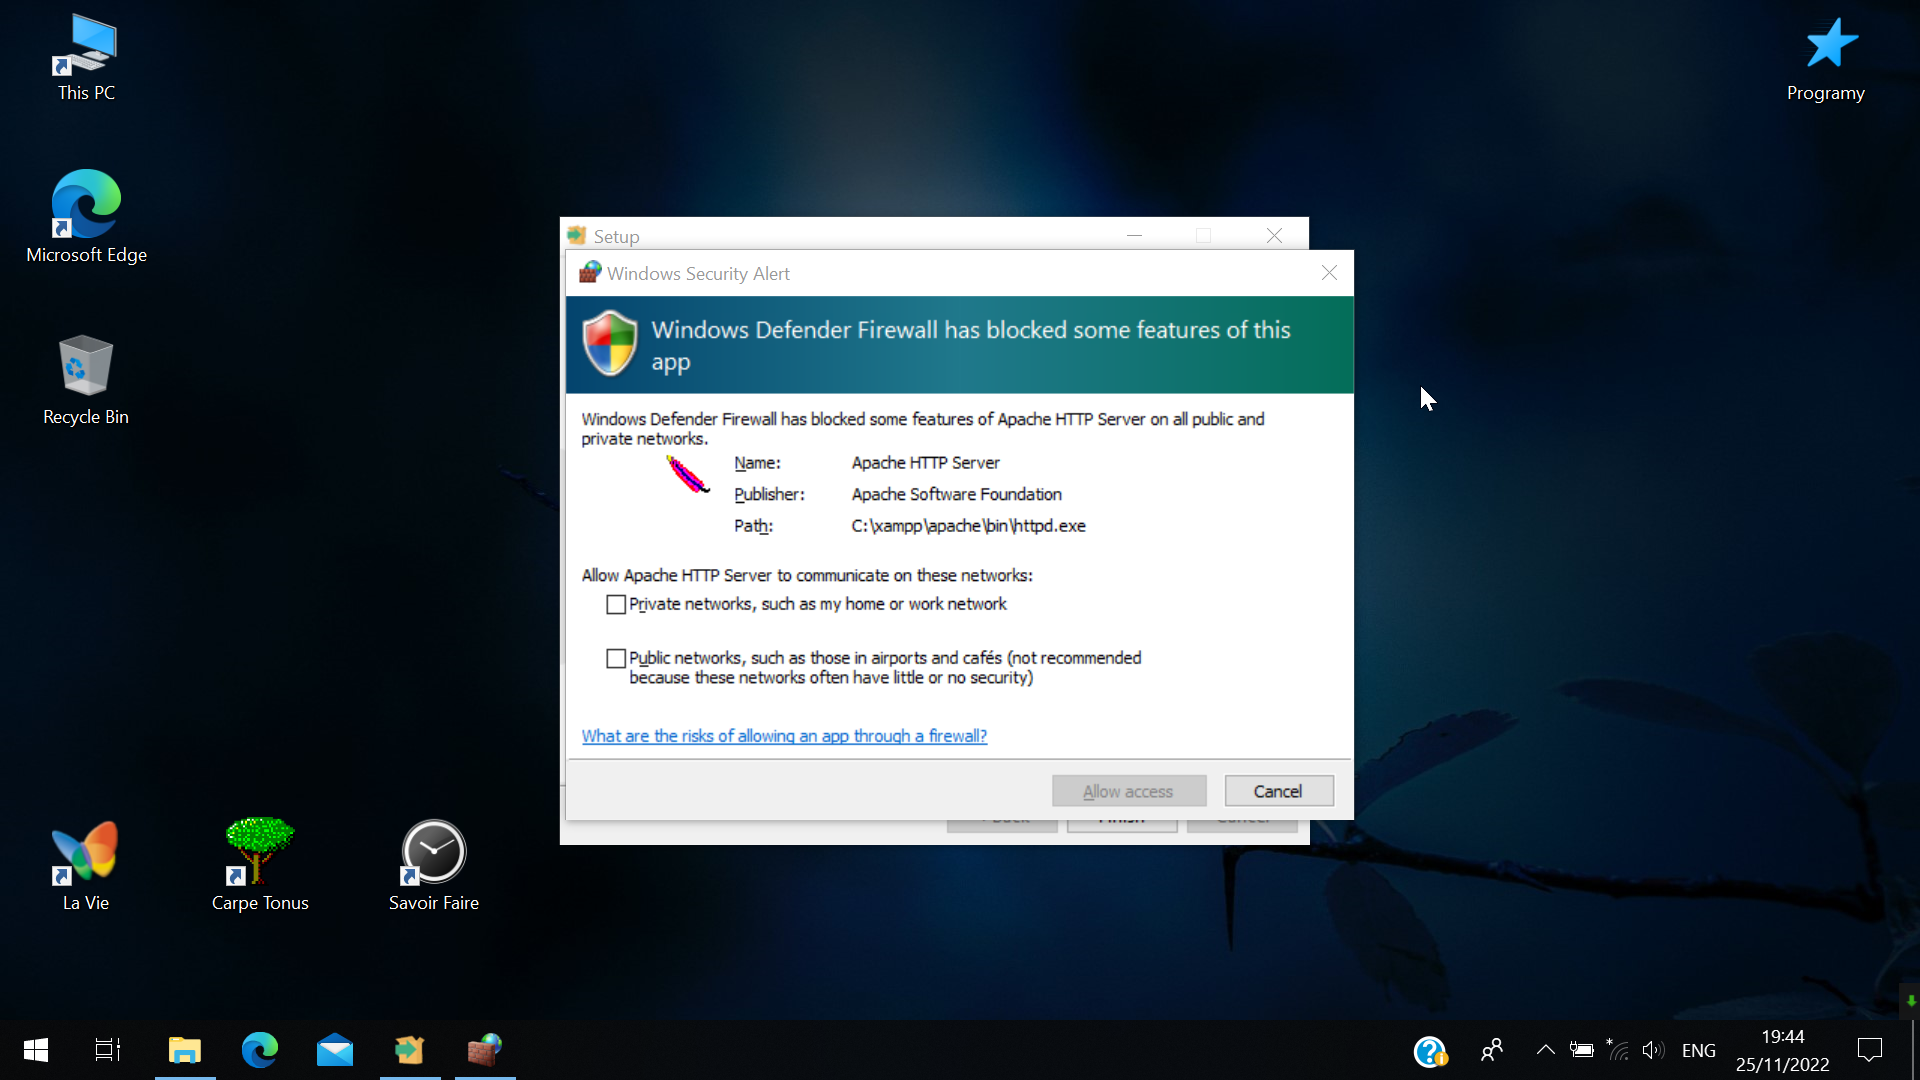 This PC
Programy
Microsoft Edge
Setup
Windows Security Alert
Windows Defender Firewall has blocked some features of this
app
Recycle Bin
Windows Defender Firewall has blocked some features of Apache HTTP Server on all public and
private networks.
Name: Apache HTTP Server
Publisher: Apache Software Foundation
Path: C:\xampp\apache\bin\httpd.exe
Allow Apache HTTP Server to communicate on these networks:
Private networks, such as my home or work network
Public networks, such as those in airports and cafés (not recommended
because these networks often have little or no security)
What are the risks of allowing an app through a firewall?
Allow access Cancel
< Back Finish Cancel
La Vie
Carpe Tonus
Savoir Faire
ENG
19:44
25/11/2022